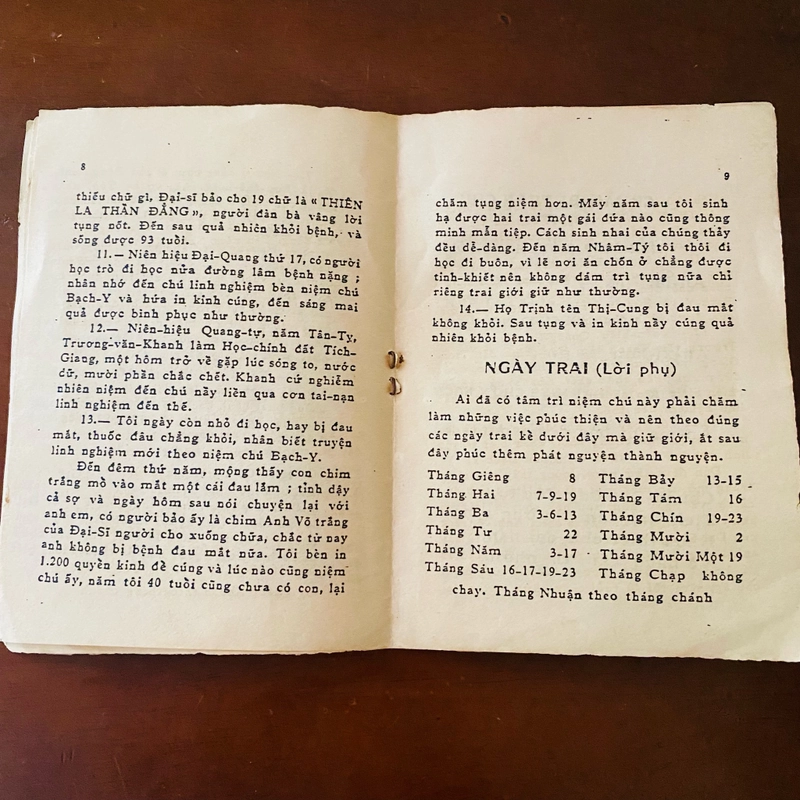 8
thiếu chữ gì, Đại-sĩ bảo cho 19 chữ là « THIÊN
LA THẦN ĐẲNG», người đàn bà vâng lời
tụng nốt. Đến sau quả nhiên khỏi bệnh, và
sống được 93 tuổi.
11.— Niên hiệu Đại-Quang thứ 17, có người
học trò đi học nửa đường lâm bệnh nặng ;
nhân nhớ đến chú linh nghiệm bèn niệm chú
Bạch-Y và hứa in kinh cúng, đến sáng mai
quả được bình phục như thường.
12.— Niên-hiệu Quang-tự, năm Tân-Tỵ,
Trương-văn-Khanh làm Học-chính đất Tích-
Giang, một hôm trở về gặp lúc sóng to, nước
dữ, mười phần chắc chết. Khanh cứ nghiễm
nhiên niệm đến chú này liền qua cơn tai-nạn
linh nghiệm đến thế.
13.— Tôi ngày còn nhỏ đi học, hay bị đau
mắt, thuốc đâu chẳng khỏi, nhân biết truyện
linh nghiệm mới theo niệm chú Bạch-Y.
Đến đêm thứ năm, mộng thấy con chim
trắng mổ vào mắt một cái đau lắm ; tỉnh dậy
cả sợ và ngày hôm sau nói chuyện lại với
anh em, có người bảo ấy là chim Anh Võ trắng
của Đại-Sĩ người cho xuống chữa, chắc từ nay
anh không bị bệnh đau mắt nữa. Tôi bèn in
1.200 quyển kinh để cúng và lúc nào cũng niệm
chú ấy, năm tôi 40 tuổi cũng chưa có con, lại
9
chăm tụng niệm hơn. Mấy năm sau tôi sinh
hạ được hai trai một gái đứa nào cũng thông
minh mẫn tiệp. Cách sinh nhai của chúng thảy
đều dễ-dàng. Đến năm Nhâm-Tý tôi thôi đi
học đi buôn, vì lẽ nơi ăn chốn ở chẳng được
tinh-khiết nên không dám trì tụng nữa chỉ
riêng trai giới giữ như thường.
14.— Họ Trịnh tên Thị-Cung bị đau mắt
không khỏi. Sau tụng và in kinh này cúng quả
nhiên khỏi bệnh.
NGÀY TRAI (Lời phụ)
Ai đã có tâm trì niệm chú này phải chăm
làm những việc phúc thiện và nên theo đúng
các ngày trai kể dưới đây mà giữ giới, ắt sau
đây phúc thêm phát nguyện thành nguyện.
Tháng Giêng 8 Tháng Bảy 13-15
Tháng Hai 7-9-19 Tháng Tám 16
Tháng Ba 3-6-13 Tháng Chín 19-23
Tháng Tư 22 Tháng Mười 2
Tháng Năm 3-17 Tháng Mười Một 19
Tháng Sáu 16-17-19-23 Tháng Chạp không
chay. Tháng Nhuận theo tháng chánh